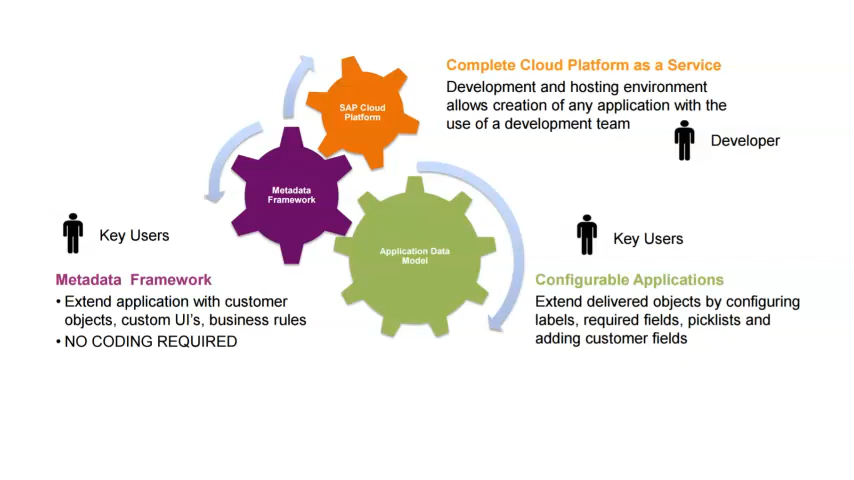 Complete Cloud Platform as a Service
Development and hosting environment
allows creation of any application with the
use of a development team
Developer
SAP Cloud
Platform
Metadata
Framework
Application Data
Model
Key Users
Metadata Framework
• Extend application with customer
objects, custom UI's, business rules
• NO CODING REQUIRED
Key Users
Configurable Applications
Extend delivered objects by configuring
labels, required fields, picklists and
adding customer fields